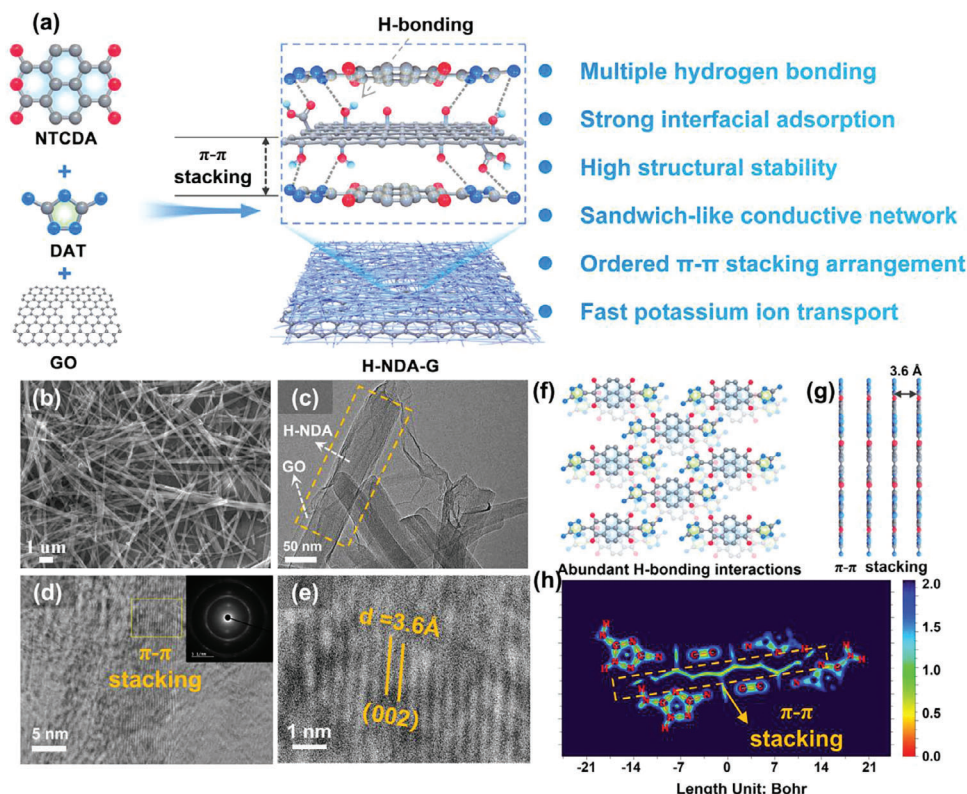 (a)
H-bonding
NTCDA
+
DAT
+
GO
π-π
stacking
H-NDA-G
Multiple hydrogen bonding
Strong interfacial adsorption
High structural stability
Sandwich-like conductive network
Ordered π-π stacking arrangement
Fast potassium ion transport
(b)
1 um
(c)
H-NDA
GO
50 nm
(d)
π-π
stacking
5 nm
(e)
d =3.6Å
(002)
1 nm
(f)
Abundant H-bonding interactions
(g)
3.6 Å
π-π stacking
(h)
π-π
stacking
2.0
1.5
1.0
0.5
0.0
-21 -14 -7 0 7 14 21
Length Unit: Bohr